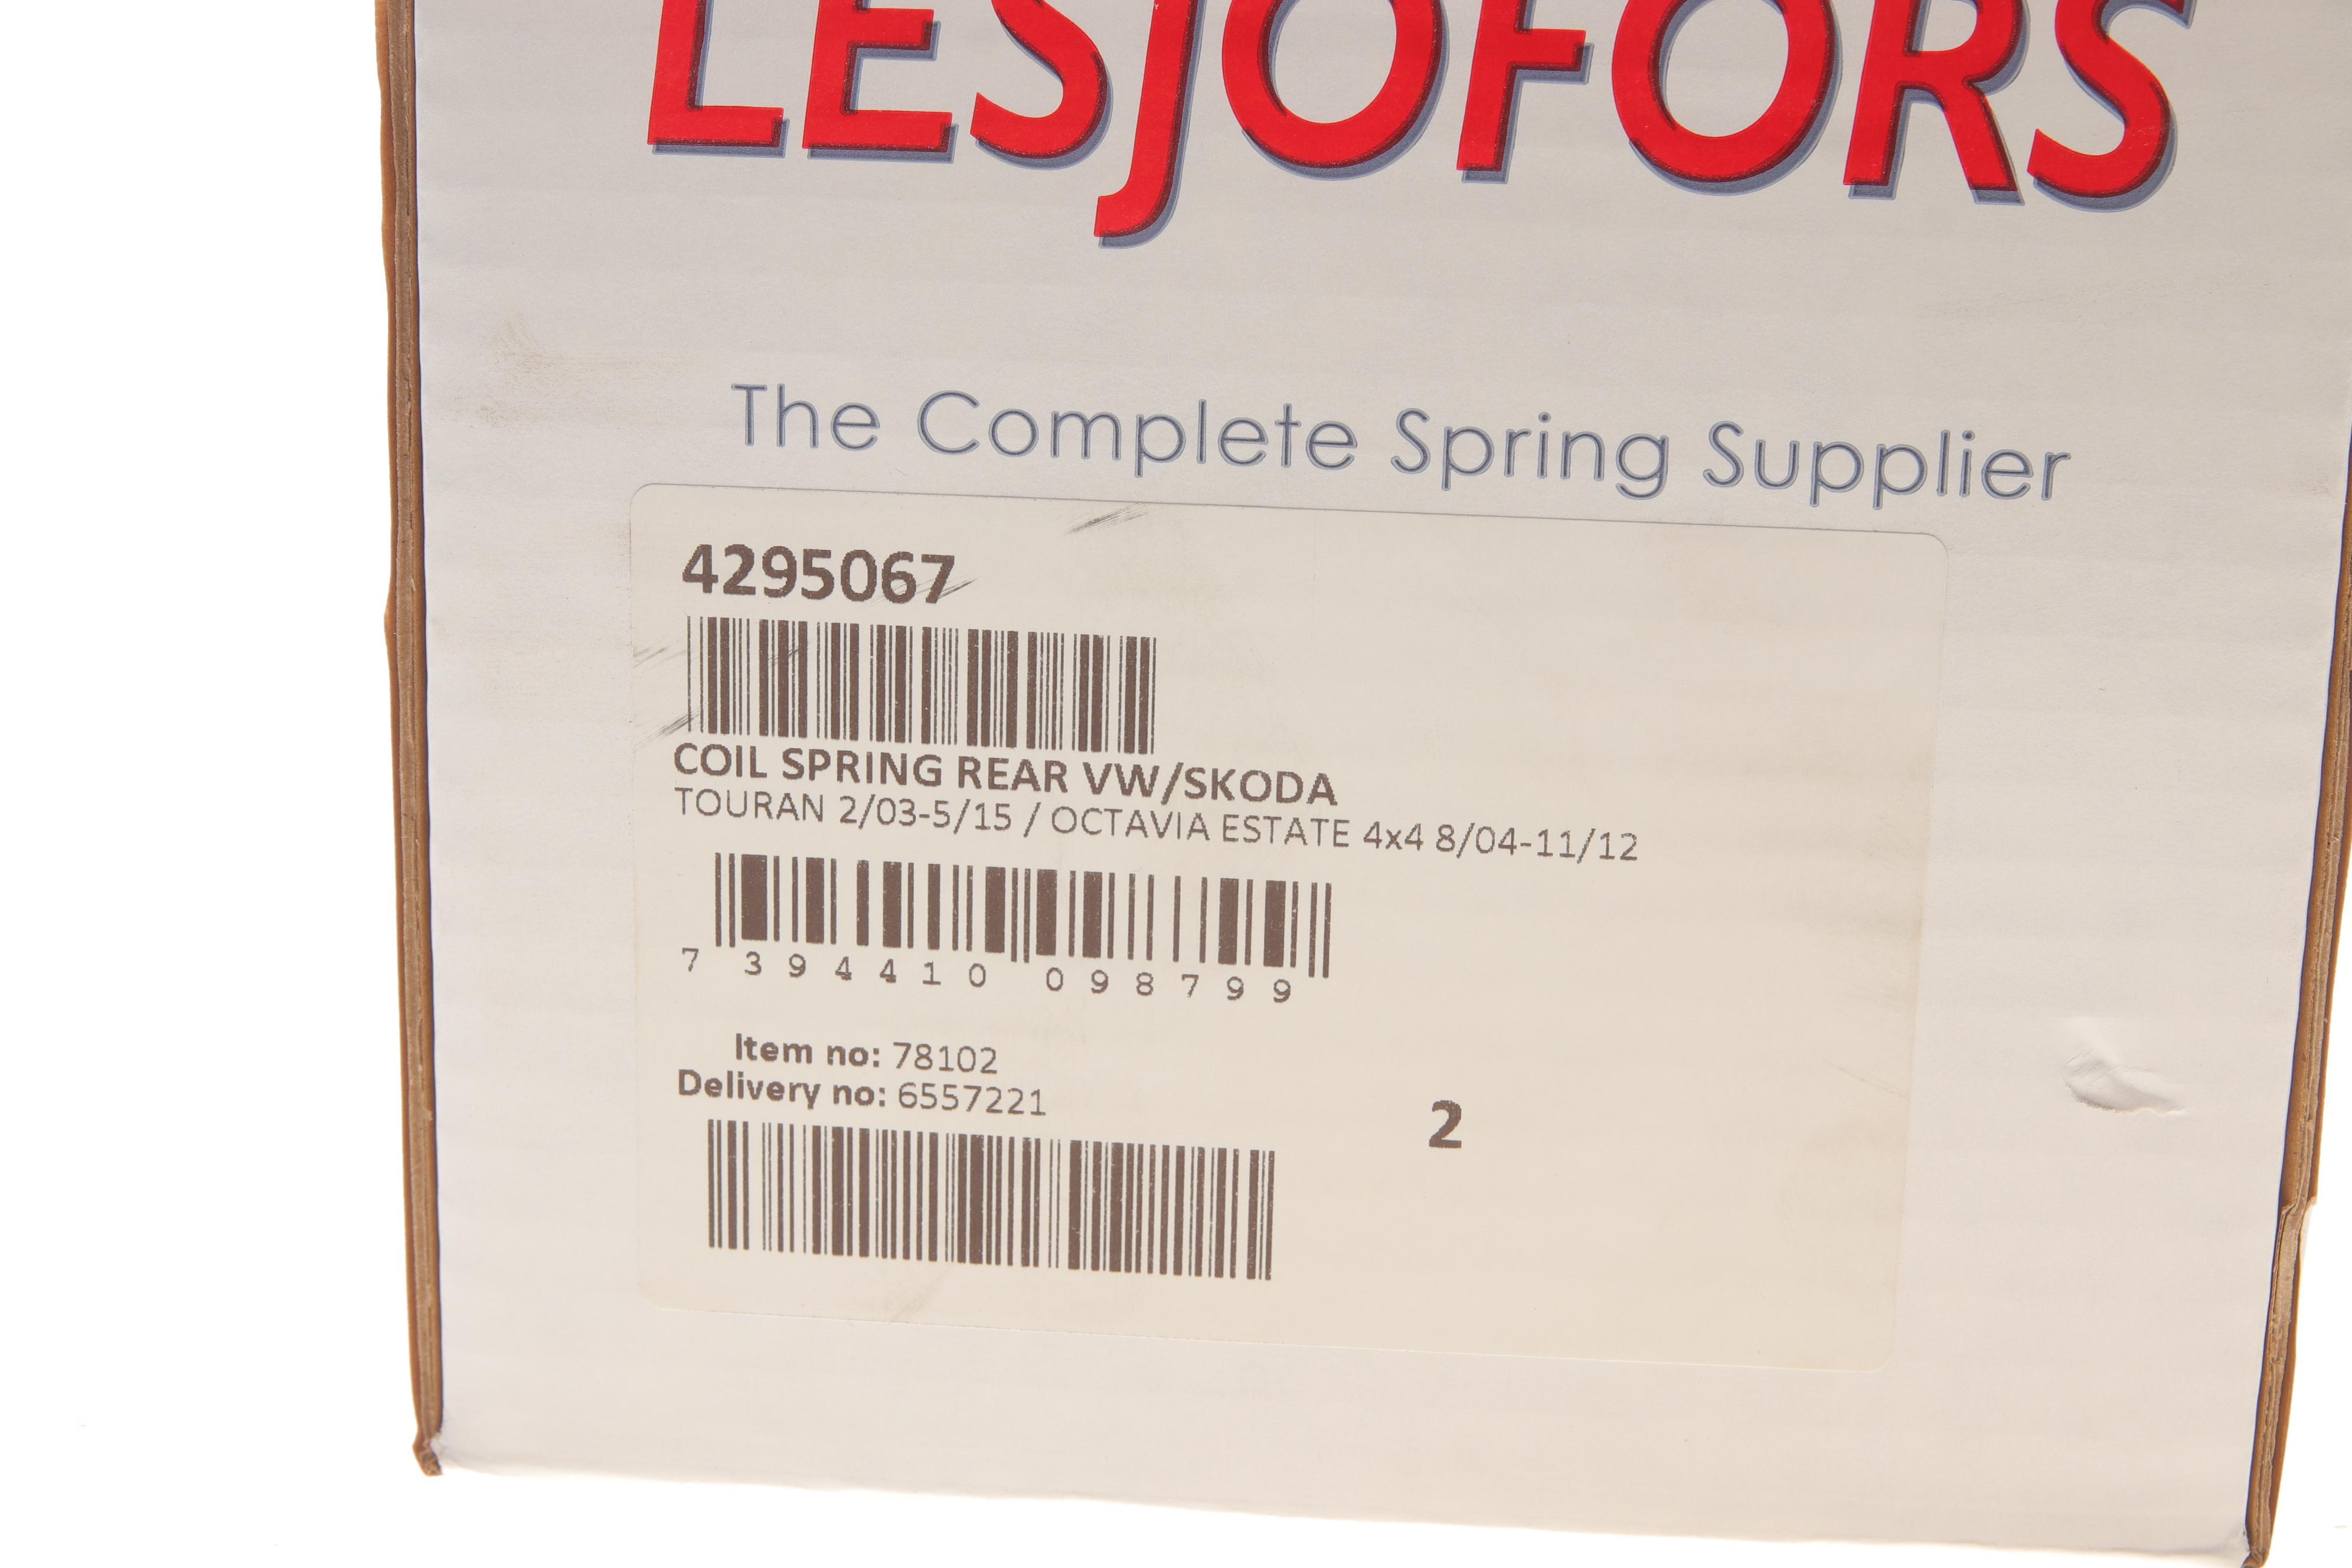 LESJOFORS
The Complete Spring Supplier
4295067
COIL SPRING REAR VW/SKODA
TOURAN 2/03-5/15 / OCTAVIA ESTATE 4x4 8/04-11/12
7 394410 098799
Item no: 78102
Delivery no: 6557221
2